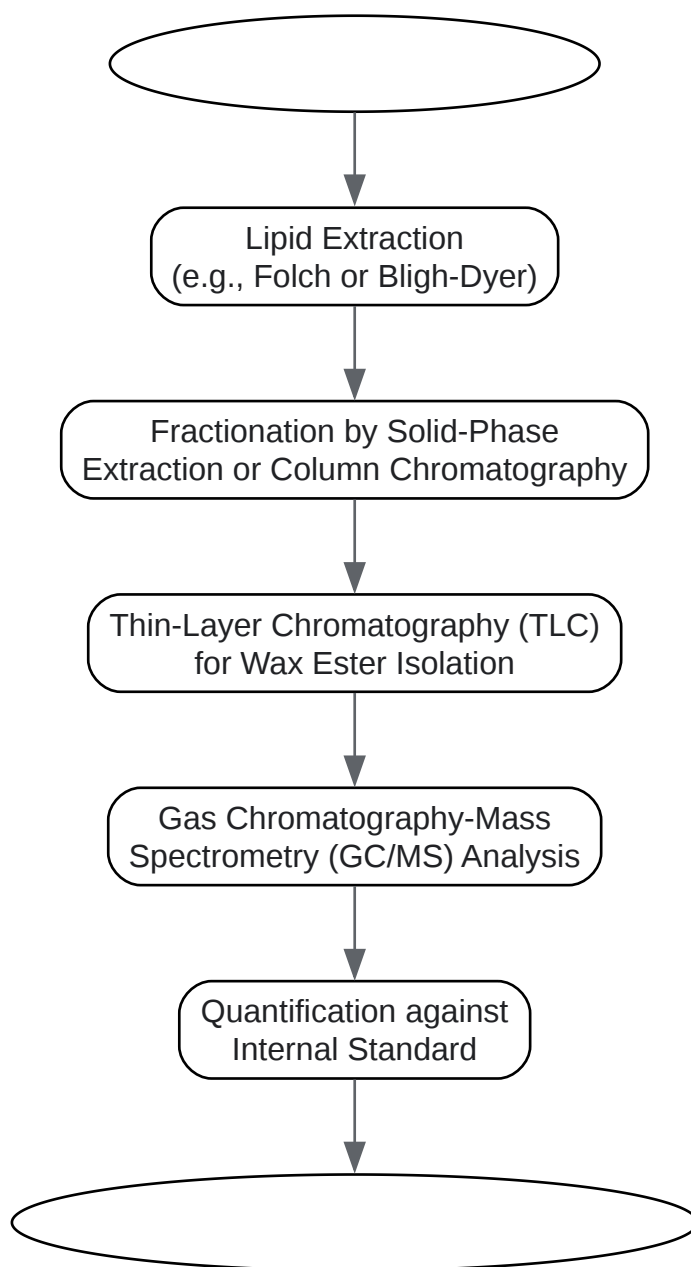 Lipid Extraction
(e.g., Folch or Bligh-Dyer)
Fractionation by Solid-Phase
Extraction or Column Chromatography
Thin-Layer Chromatography (TLC)
for Wax Ester Isolation
Gas Chromatography-Mass
Spectrometry (GC/MS) Analysis
Quantification against
Internal Standard